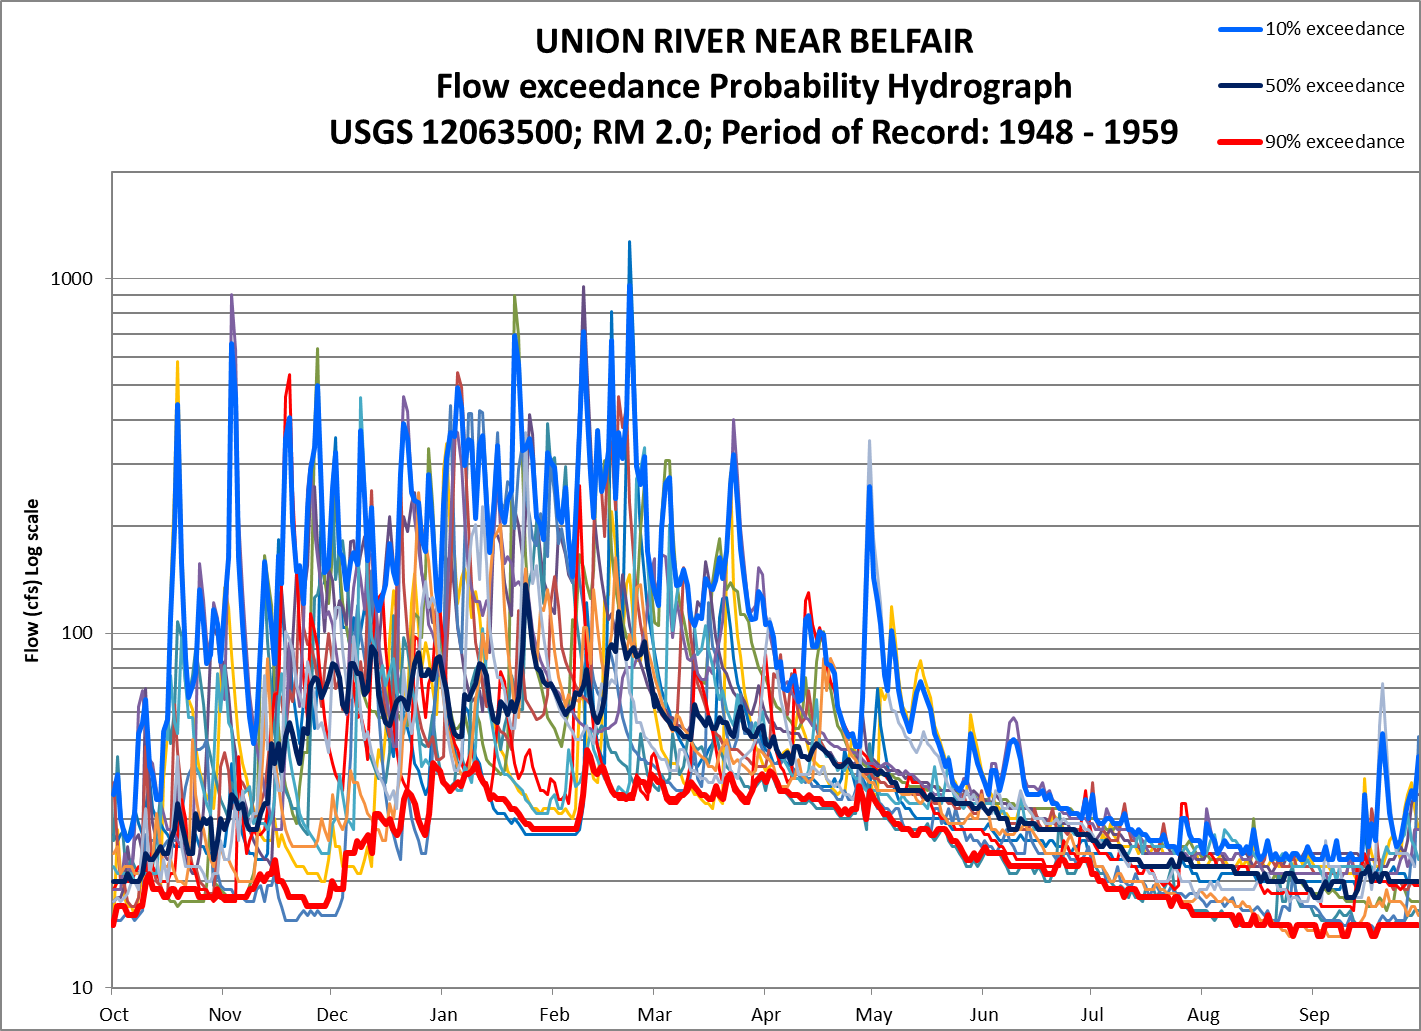 UNION RIVER NEAR BELFAIR
Flow exceedance Probability Hydrograph
USGS 12063500; RM 2.0; Period of Record: 1948 - 1959
10% exceedance
50% exceedance
90% exceedance
Flow (cfs) Log scale
1000
100
10
Oct Nov Dec Jan Feb Mar Apr May Jun Jul Aug Sep